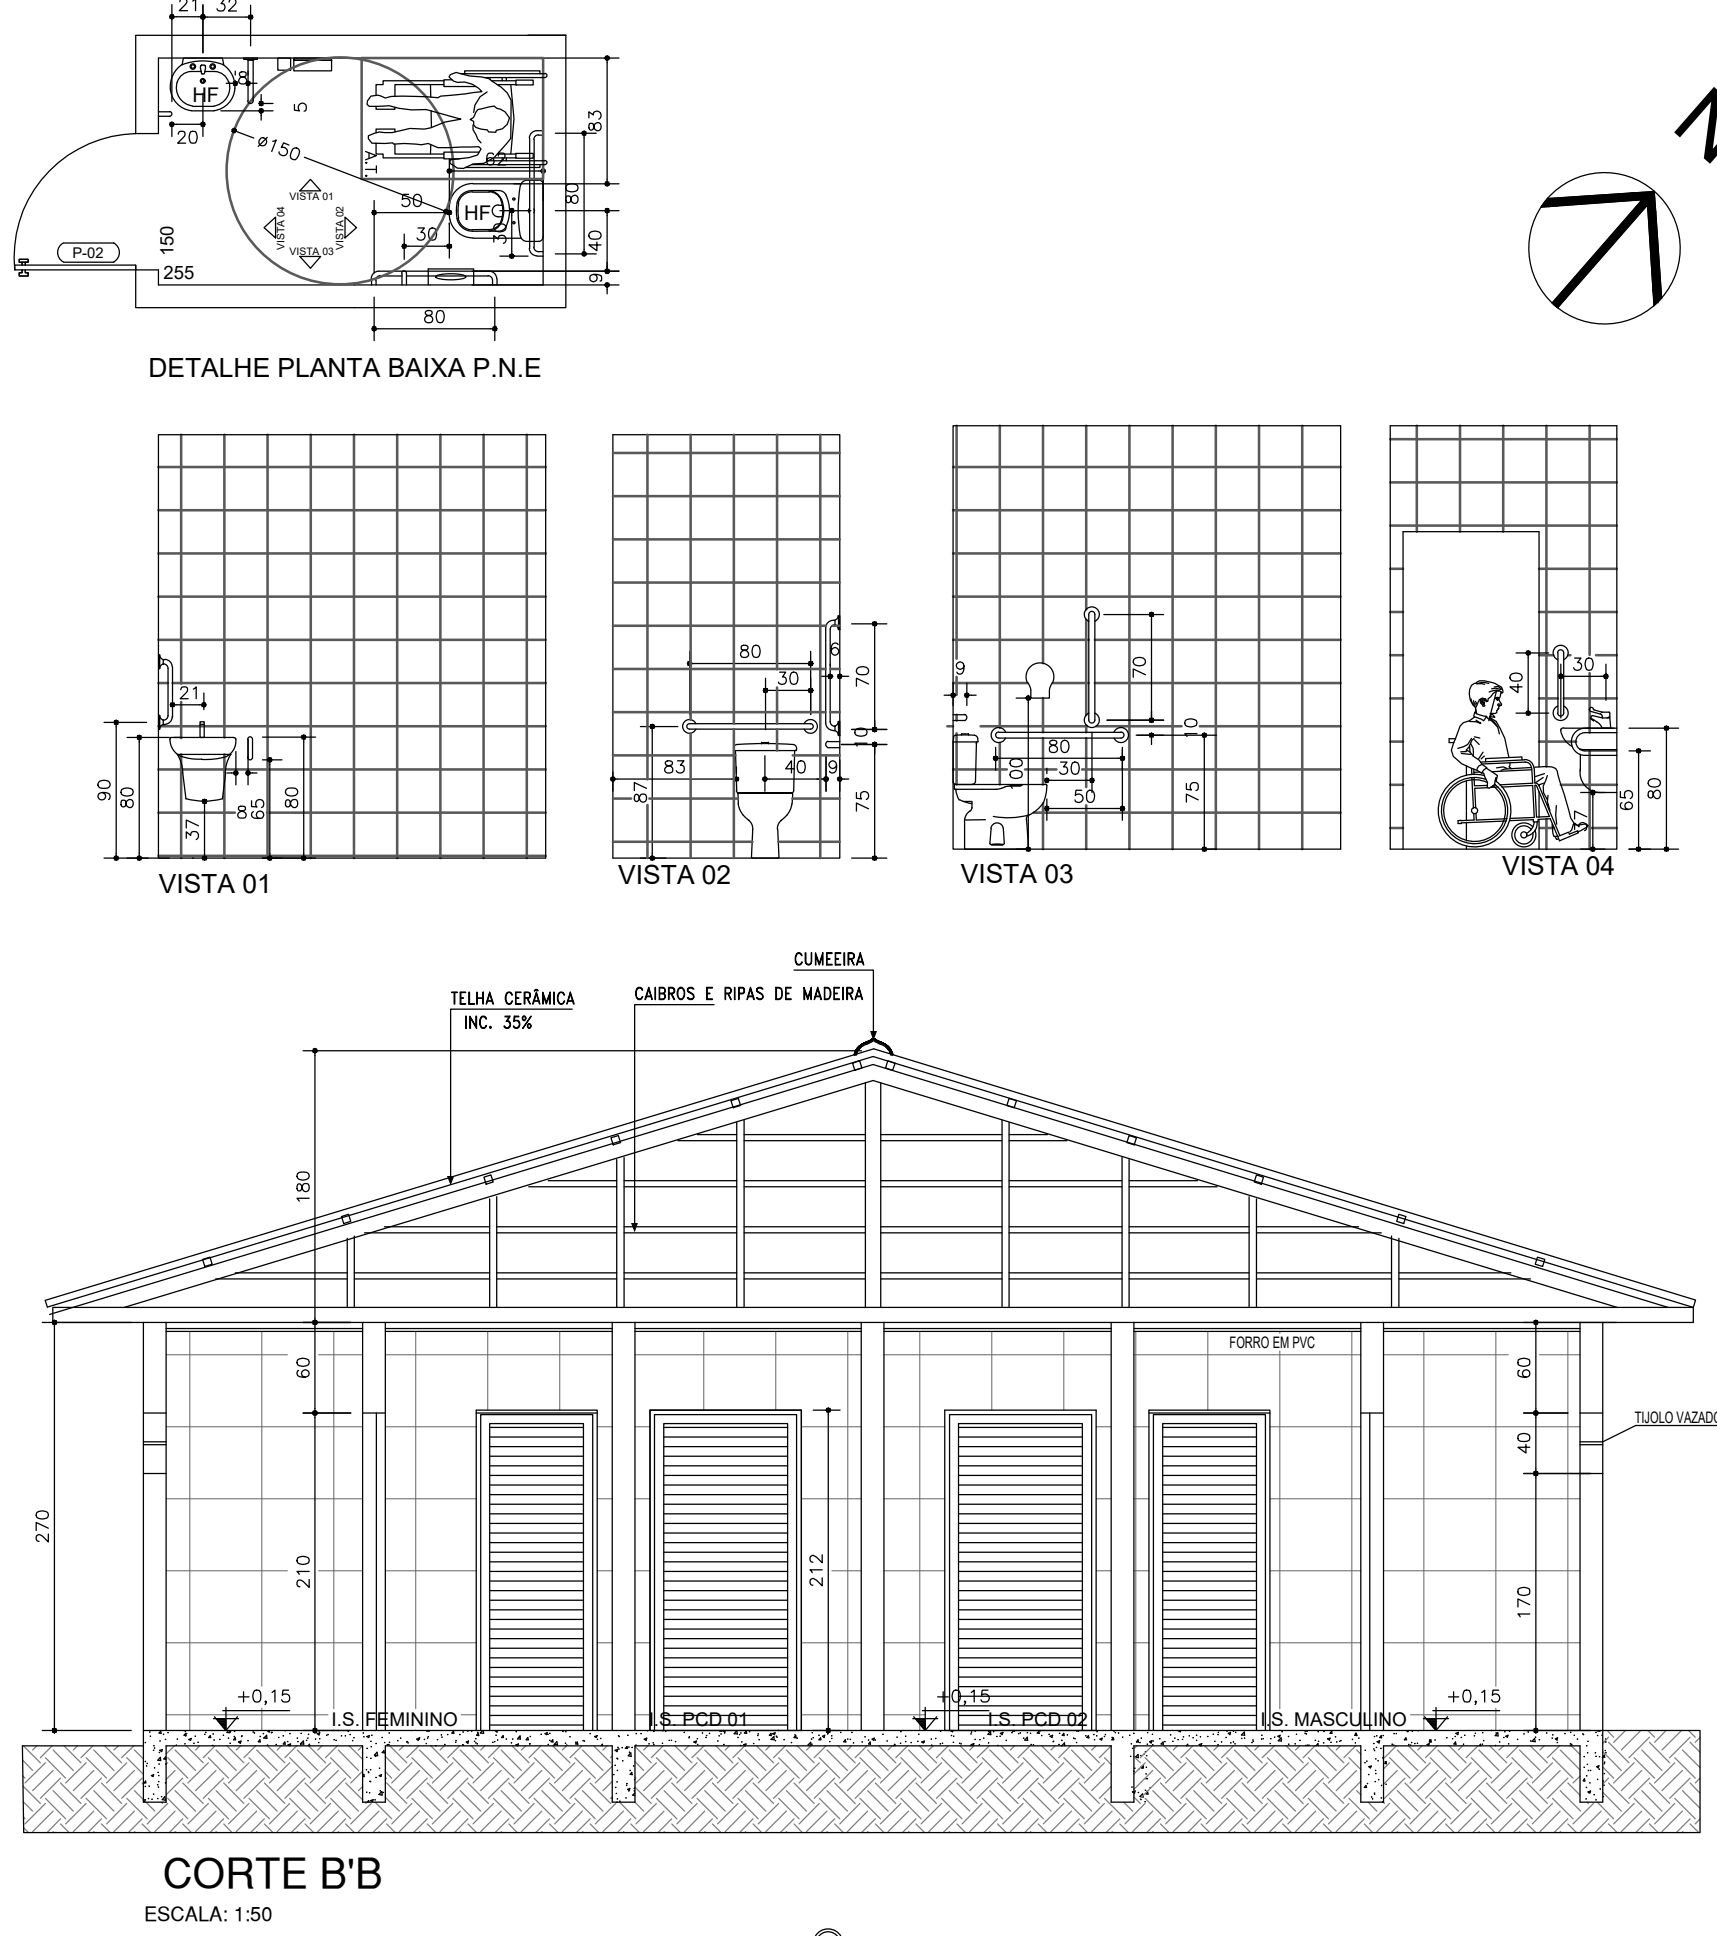 21 32
HF
8
5
20
ø150
A.T.
62
83
80
50
HF
VISTA 01
VISTA 04
VISTA 02
VISTA 03
30
30
40
9
P-02
150
255
80
DETALHE PLANTA BAIXA P.N.E
21
90
80
37
8
65
80
VISTA 01
80
30
6
70
10
83
40
9
87
75
VISTA 02
9
70
10
80
30
50
75
VISTA 03
40
30
65
80
VISTA 04
CUMEEIRA
TELHA CERÂMICA
INC. 35%
CAIBROS E RIPAS DE MADEIRA
180
FORRO EM PVC
60
60
40
270
210
212
170
+0,15
+0,15
+0,15
I.S. FEMININO
I.S. PCD 01
I.S. PCD 02
I.S. MASCULINO
TIJOLO VAZADO
CORTE B'B
ESCALA: 1:50